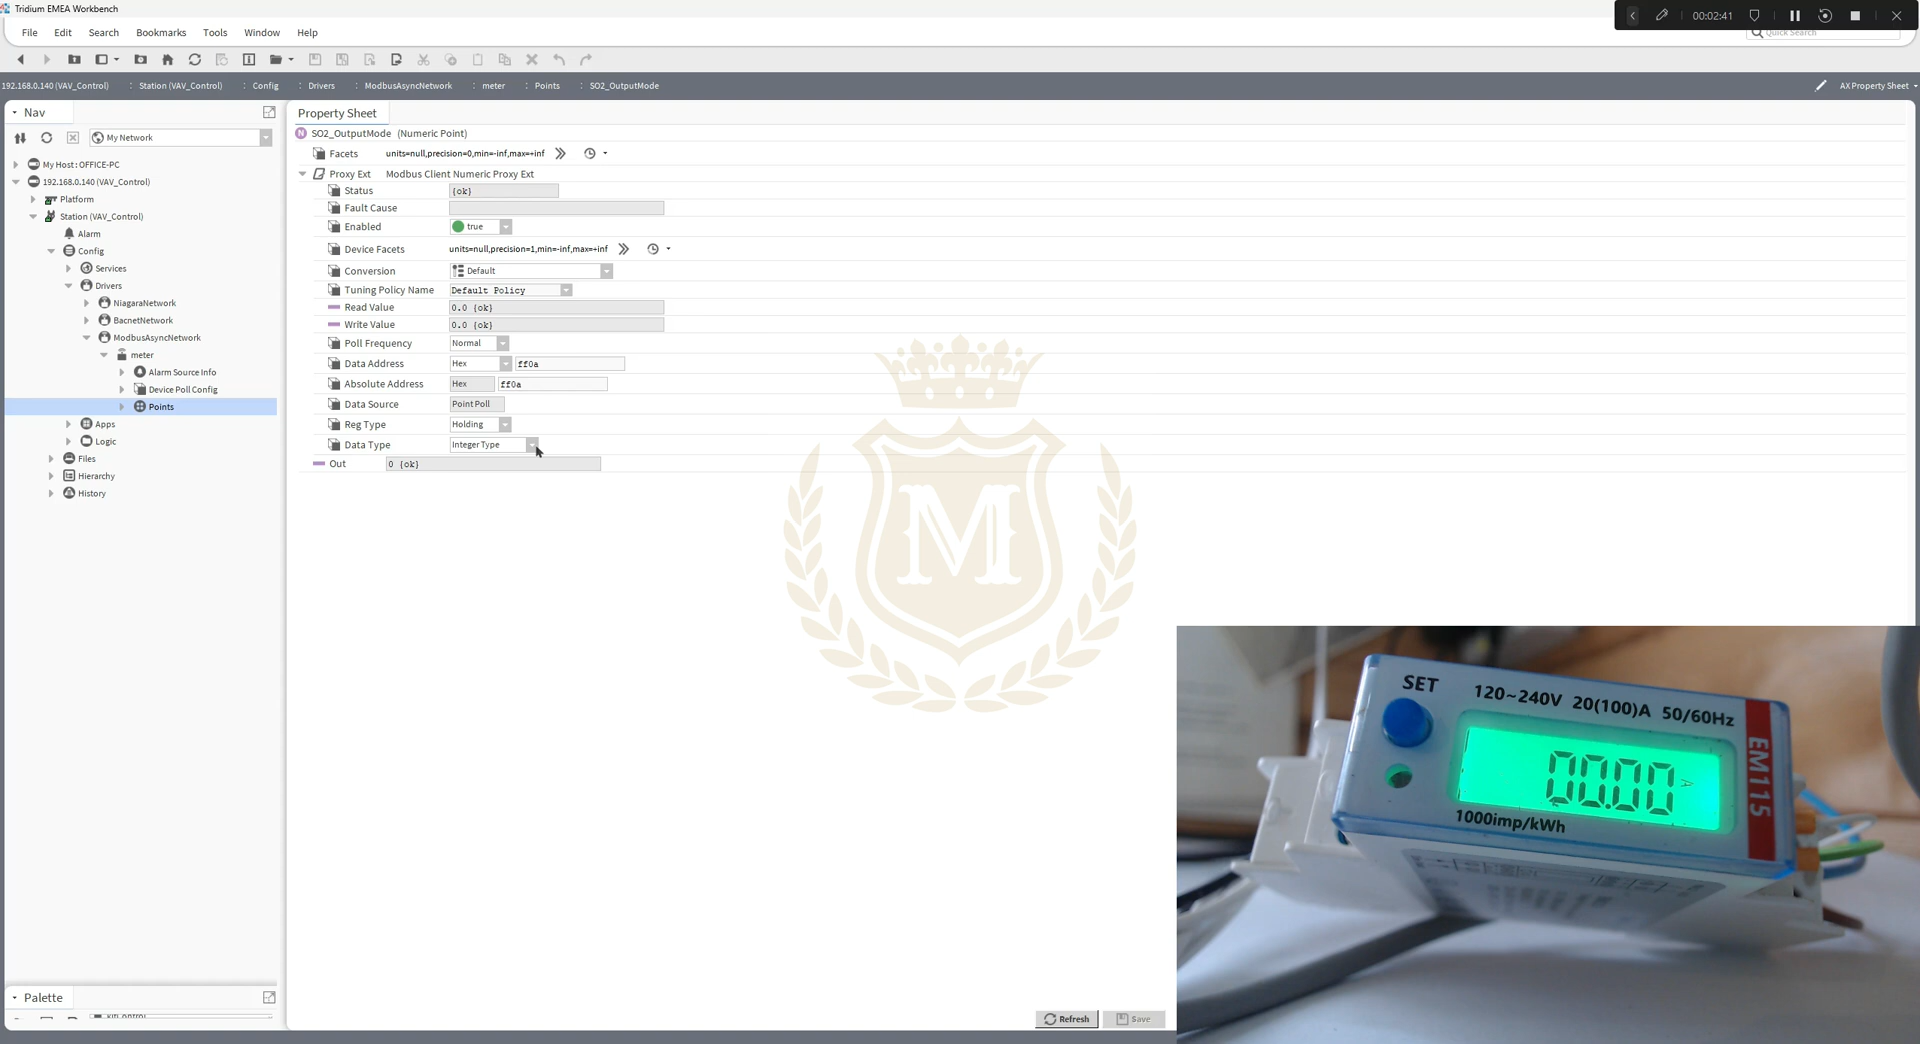 Tridium EMEA Workbench
00:02:41
File Edit Search Bookmarks Tools Window Help
Quick Search
192.168.0.140 (VAV_Control) : Station (VAV_Control) : Config : Drivers : ModbusAsyncNetwork : meter : Points : SO2_OutputMode
AX Property Sheet
Nav
My Network
My Host : OFFICE-PC
192.168.0.140 (VAV_Control)
Platform
Station (VAV_Control)
Alarm
Config
Services
Drivers
NiagaraNetwork
BacnetNetwork
ModbusAsyncNetwork
meter
Alarm Source Info
Device Poll Config
Points
Apps
Logic
Files
Hierarchy
History
Palette
Property Sheet
N SO2_OutputMode (Numeric Point)
Facets units=null,precision=0,min=-inf,max=+inf
Proxy Ext Modbus Client Numeric Proxy Ext
Status {ok}
Fault Cause
Enabled true
Device Facets units=null,precision=1,min=-inf,max=+inf
Conversion Default
Tuning Policy Name Default Policy
Read Value 0.0 {ok}
Write Value 0.0 {ok}
Poll Frequency Normal
Data Address Hex ff0a
Absolute Address Hex ff0a
Data Source Point Poll
Reg Type Holding
Data Type Integer Type
Out 0 {ok}
M
Refresh Save
SET 120~240V 20(100)A 50/60Hz
00.00 A
EM115
1000imp/kWh